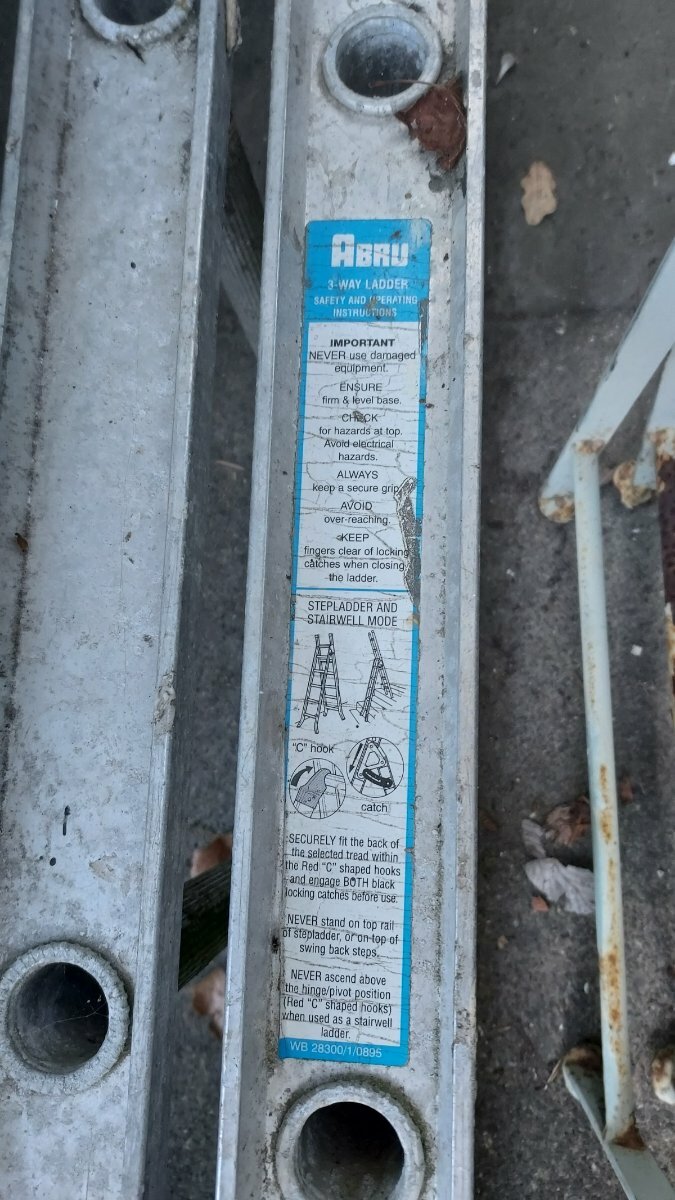 ABRU
3-WAY LADDER
SAFETY AND OPERATING
INSTRUCTIONS
IMPORTANT
NEVER use damaged
equipment.
ENSURE
firm & level base.
CHECK
for hazards at top.
Avoid electrical
hazards.
ALWAYS
keep a secure grip.
AVOID
over-reaching.
KEEP
fingers clear of locking
catches when closing
the ladder.
STEPLADDER AND
STAIRWELL MODE
"C" hook
catch
SECURELY fit the back of
the selected tread within
the Red "C" shaped hooks
and engage BOTH black
locking catches before use.
NEVER stand on top rail
of stepladder, or on top of
swing back steps.
NEVER ascend above
the hinge/pivot position
(Red "C" shaped hooks)
when used as a stairwell
ladder.
WB 28300/1/0895